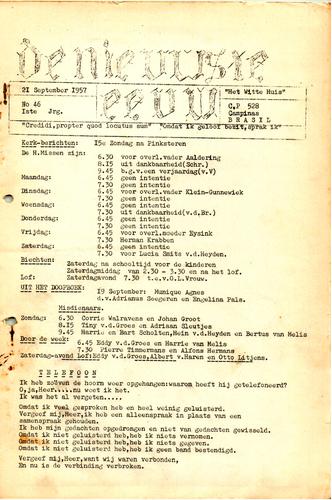 de nieuwste
eeuw
21 September 1957
"Het Witte Huis"
No 46
Iste Jrg.
C.P 528
Campinas
BRASIL
"Credidi,propter quod locutus sum" "Omdat ik geloof bezit,spreek ik"
Kerk-berichten: 15e Zondag na Pinksteren
De H.Missen zijn: 6.30 voor overl.vader Aaldering
8.15 uit dankbaarheid(Schr.)
9.45 b.g.v.een verjaardag(v.V)
Maandag: 6.45 geen intentie
7.30 geen intentie
Dinsdag: 6.45 geen intentie
7.30 voor overl.vader Klein-Gunnewiek
Woensdag: 6.45 geen intentie
7.30 uit dankbaarheid(v.d.Br.)
Donderdag: 6.45 geen intentie
7.30 geen intentie
Vrijdag: 6.45 voor overl.moeder Eysink
7.30 Herman Krabben
Zaterdag: 6.45 geen intentie
7.30 voor Lucia Smits v.d.Heyden.
Biechten: Zaterdag na schooltijd voor de kinderen
Zaterdagmiddag van 2.30 - 3.30 en na het lof.
Lof: Zaterdagavond 7.30 t.e.v.O.L.Vrouw.
UIT HET DOOPBOEK: 19 September: Munique Agnes
d.v.Adrianus Soegeren en Engelina Pals.
Misdienaars.
Zondag: 6.30 Corrie Walravens en Johan Groot
8.15 Ting v.d.Groes en Adriaan Sleutjes
9.45 Harrie en Bart Scholten,Hein v.d.Heyden en Bertus van Melis
Door de week: 6.45 Eddy v.d.Groes en Harrie van Melis
7.30 Pierre Timmermans en Alfons Hermans
Zaterdag-avond Lof:Eddy v.d.Groes,Albert v.Haren en Otto Litjens.
TELEFOON
Ik heb zoëven de hoorn weer opgehangen:waarom heeft hij getelefoneerd?
O,ja,Heer....nu weet ik het.
Ik was het al vergeten.....
Omdat ik veel gesproken heb en heel weinig geluisterd.
Vergeef mij,Heer,ik heb een alleenspraak in plaats van een
samenspraak gehouden.
Ik heb mijn gedachten opgedrongen en niet van gedachten gewisseld.
Omdat ik niet geluisterd heb,heb ik niets vernomen.
Omdat ik niet geluisterd heb,heb ik niets gegeven.
Omdat ik niet geluisterd heb,heb ik geen band bestendigd.
Vergeef mij,Heer,want wij waren verbonden,
En nu is de verbinding verbroken.